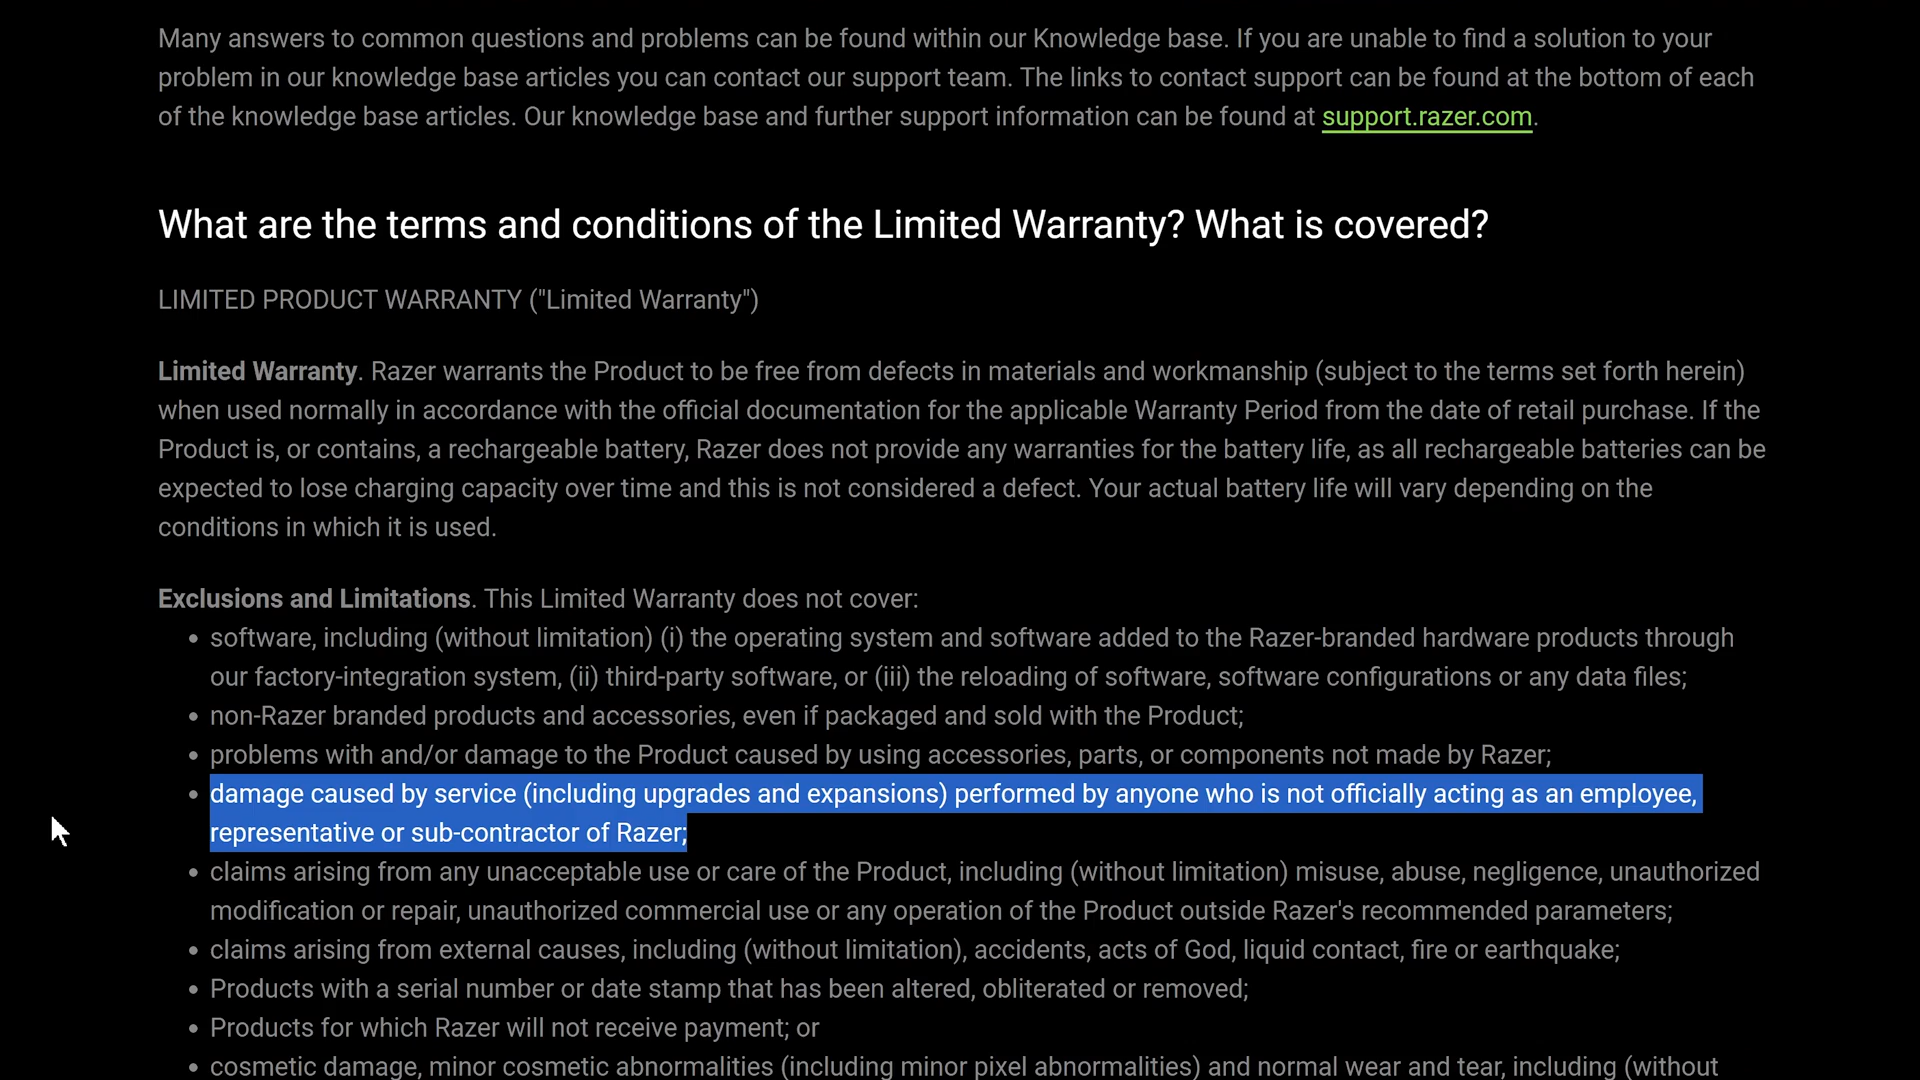 Many answers to common questions and problems can be found within our Knowledge base. If you are unable to find a solution to your
problem in our knowledge base articles you can contact our support team. The links to contact support can be found at the bottom of each
of the knowledge base articles. Our knowledge base and further support information can be found at support.razer.com.
What are the terms and conditions of the Limited Warranty? What is covered?
LIMITED PRODUCT WARRANTY ("Limited Warranty")
Limited Warranty. Razer warrants the Product to be free from defects in materials and workmanship (subject to the terms set forth herein)
when used normally in accordance with the official documentation for the applicable Warranty Period from the date of retail purchase. If the
Product is, or contains, a rechargeable battery, Razer does not provide any warranties for the battery life, as all rechargeable batteries can be
expected to lose charging capacity over time and this is not considered a defect. Your actual battery life will vary depending on the
conditions in which it is used.
Exclusions and Limitations. This Limited Warranty does not cover:
• software, including (without limitation) (i) the operating system and software added to the Razer-branded hardware products through
our factory-integration system, (ii) third-party software, or (iii) the reloading of software, software configurations or any data files;
• non-Razer branded products and accessories, even if packaged and sold with the Product;
• problems with and/or damage to the Product caused by using accessories, parts, or components not made by Razer;
• damage caused by service (including upgrades and expansions) performed by anyone who is not officially acting as an employee,
representative or sub-contractor of Razer;
• claims arising from any unacceptable use or care of the Product, including (without limitation) misuse, abuse, negligence, unauthorized
modification or repair, unauthorized commercial use or any operation of the Product outside Razer's recommended parameters;
• claims arising from external causes, including (without limitation), accidents, acts of God, liquid contact, fire or earthquake;
• Products with a serial number or date stamp that has been altered, obliterated or removed;
• Products for which Razer will not receive payment; or
• cosmetic damage, minor cosmetic abnormalities (including minor pixel abnormalities) and normal wear and tear, including (without